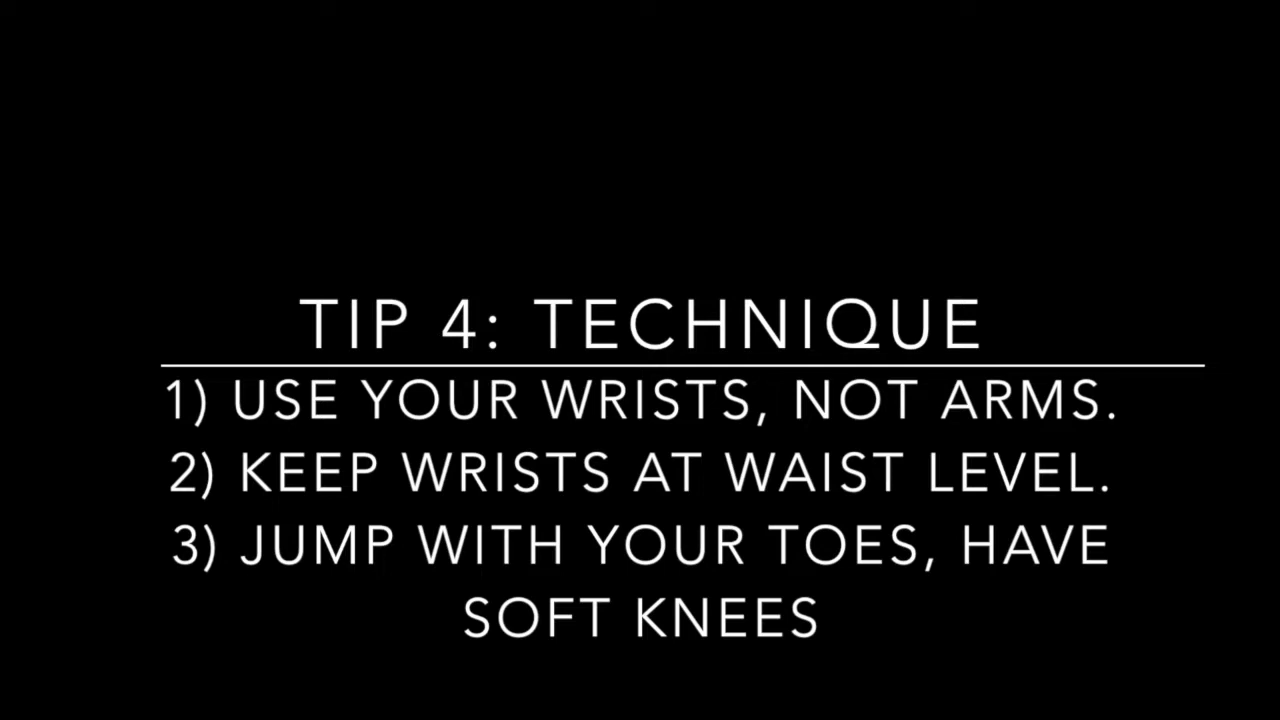 TIP 4: TECHNIQUE
1) USE YOUR WRISTS, NOT ARMS.
2) KEEP WRISTS AT WAIST LEVEL.
3) JUMP WITH YOUR TOES, HAVE
SOFT KNEES